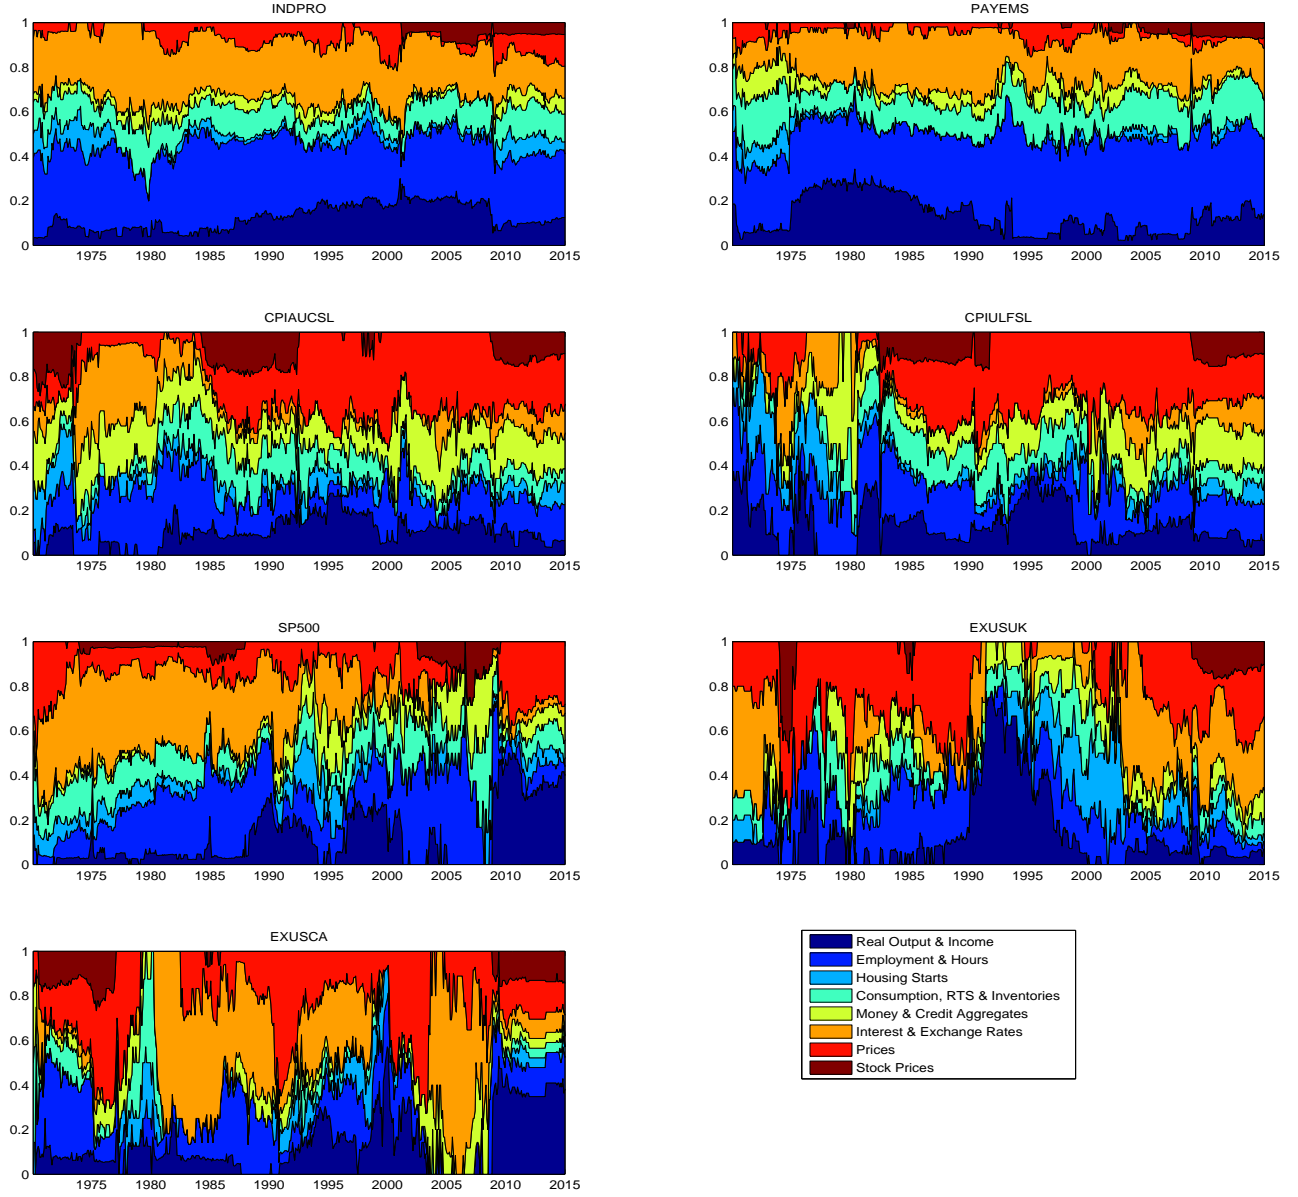 INDPRO
PAYEMS
1
0.8
0.6
0.4
0.2
0
1975 1980 1985 1990 1995 2000 2005 2010 2015
1
0.8
0.6
0.4
0.2
0
1975 1980 1985 1990 1995 2000 2005 2010 2015
CPIAUCSL
CPIULFSL
1
0.8
0.6
0.4
0.2
0
1975 1980 1985 1990 1995 2000 2005 2010 2015
1
0.8
0.6
0.4
0.2
0
1975 1980 1985 1990 1995 2000 2005 2010 2015
SP500
EXUSUK
1
0.8
0.6
0.4
0.2
0
1975 1980 1985 1990 1995 2000 2005 2010 2015
1
0.8
0.6
0.4
0.2
0
1975 1980 1985 1990 1995 2000 2005 2010 2015
EXUSCA
1
0.8
0.6
0.4
0.2
0
1975 1980 1985 1990 1995 2000 2005 2010 2015
Real Output & Income
Employment & Hours
Housing Starts
Consumption, RTS & Inventories
Money & Credit Aggregates
Interest & Exchange Rates
Prices
Stock Prices